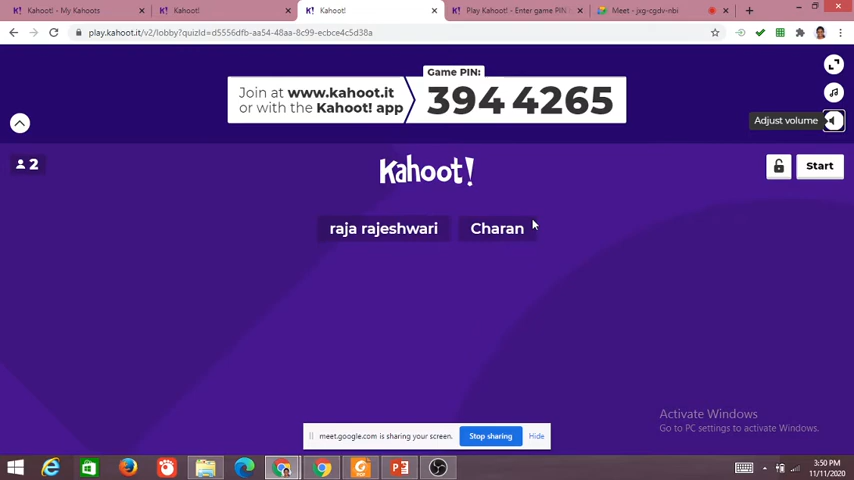 Kahoot! - My Kahoots
Kahoot!
Kahoot!
Play Kahoot! - Enter game PIN
Meet - jxg-cgdv-nbi
play.kahoot.it/v2/lobby?quizId=d5556dfb-aa54-48aa-8c99-ecbce4c5d38a
Join at www.kahoot.it
or with the Kahoot! app
Game PIN:
394 4265
Adjust volume
2
Kahoot!
Start
raja rajeshwari
Charan
Activate Windows
Go to PC settings to activate Windows.
meet.google.com is sharing your screen.
Stop sharing
Hide
3:50 PM
11/11/2020